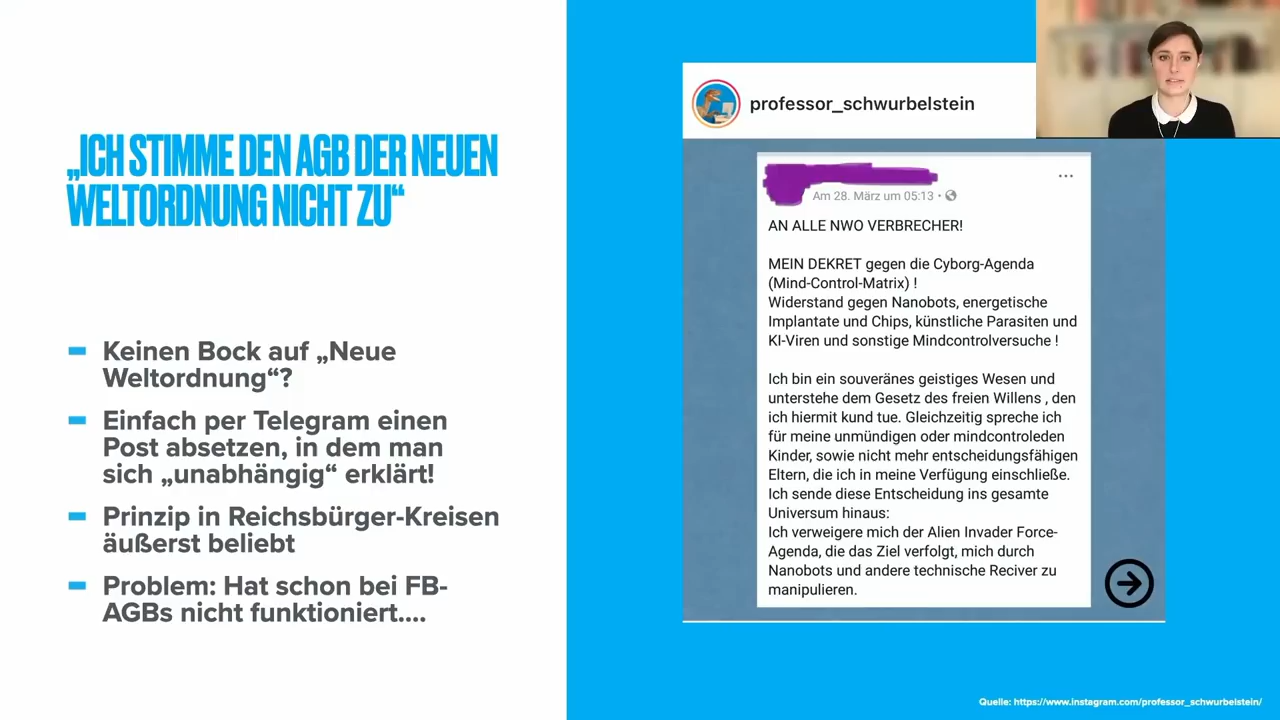 „ICH STIMME DEN AGB DER NEUEN
WELTORDNUNG NICHT ZU“
Keinen Bock auf „Neue
Weltordnung“?
Einfach per Telegram einen
Post absetzen, in dem man
sich „unabhängig“ erklärt!
Prinzip in Reichsbürger-Kreisen
äußerst beliebt
Problem: Hat schon bei FB-
AGBs nicht funktioniert....
professor_schwurbelstein
Am 28. März um 05:13
AN ALLE NWO VERBRECHER!
MEIN DEKRET gegen die Cyborg-Agenda
(Mind-Control-Matrix) !
Widerstand gegen Nanobots, energetische
Implantate und Chips, künstliche Parasiten und
KI-Viren und sonstige Mindcontrolversuche !
Ich bin ein souveränes geistiges Wesen und
unterstehe dem Gesetz des freien Willens , den
ich hiermit kund tue. Gleichzeitig spreche ich
für meine unmündigen oder mindcontroleden
Kinder, sowie nicht mehr entscheidungsfähigen
Eltern, die ich in meine Verfügung einschließe.
Ich sende diese Entscheidung ins gesamte
Universum hinaus:
Ich verweigere mich der Alien Invader Force-
Agenda, die das Ziel verfolgt, mich durch
Nanobots und andere technische Reciver zu
manipulieren.
Quelle: https://www.instagram.com/professor_schwurbelstein/